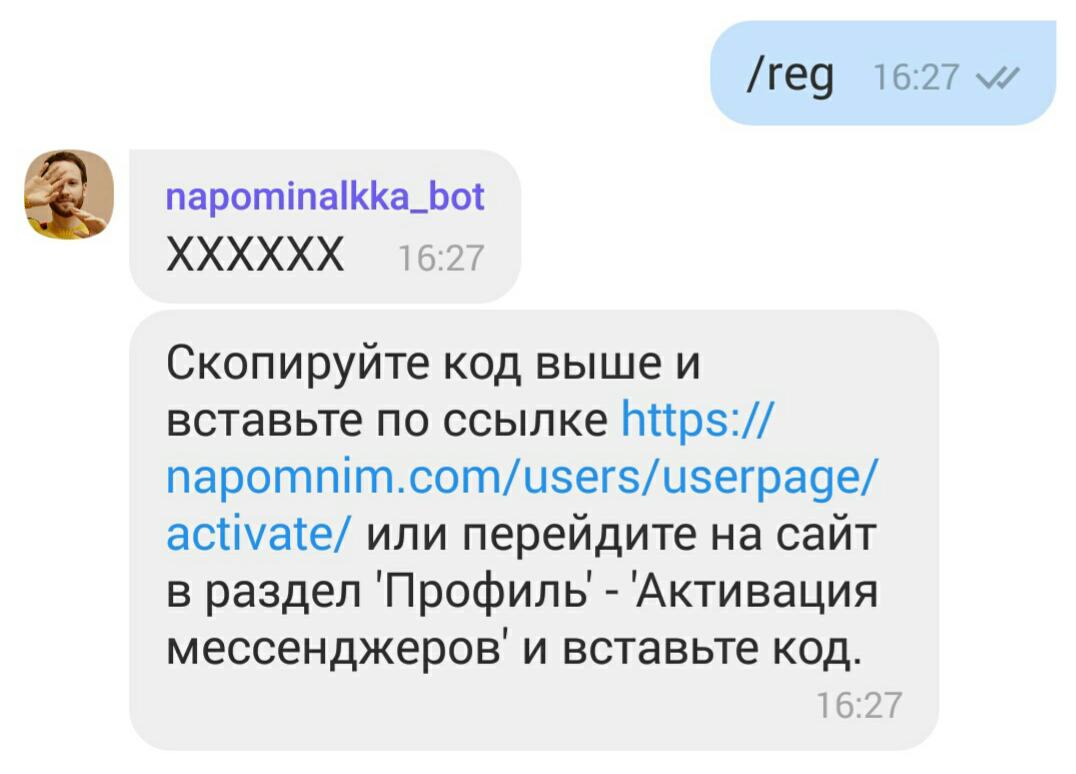 /reg 16:27
napominalkka_bot
XXXXXX 16:27
Скопируйте код выше и
вставьте по ссылке https://
napomnim.com/users/userpage/
activate/ или перейдите на сайт
в раздел 'Профиль' - 'Активация
мессенджеров' и вставьте код.
16:27